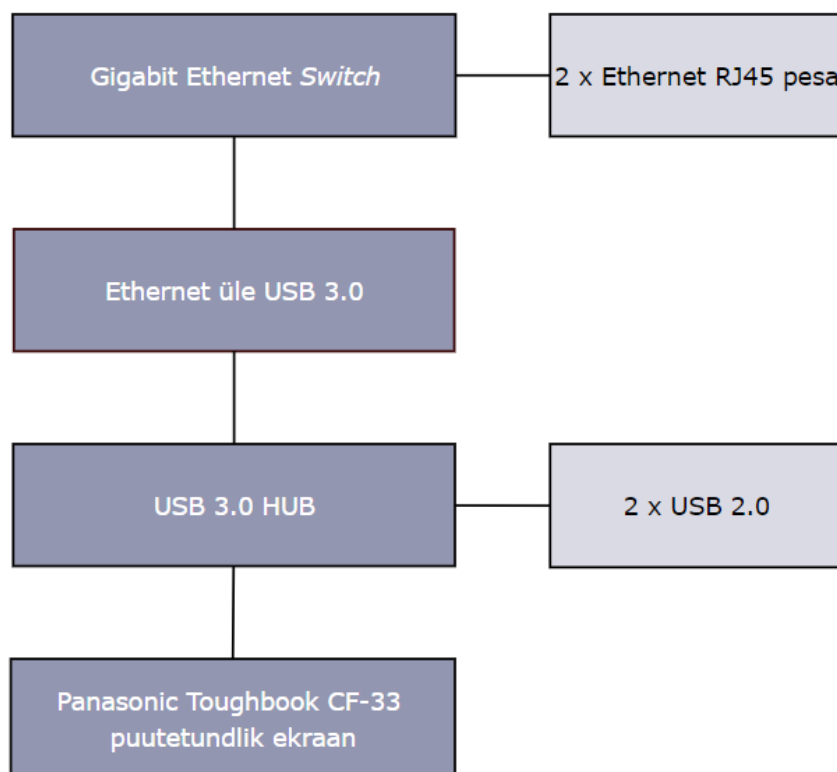 Gigabit Ethernet Switch
2 x Ethernet RJ45 pesa
Ethernet üle USB 3.0
USB 3.0 HUB
2 x USB 2.0
Panasonic Toughbook CF-33
puutetundlik ekraan